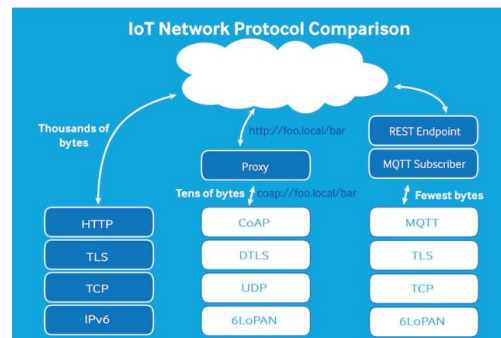 IoT Network Protocol Comparison
Thousands of
bytes
HTTP
TLS
TCP
IPv6
http://foo.local/bar
Proxy
Tens of bytes
coap://foo.local/bar
CoAP
DTLS
UDP
6LoPAN
REST Endpoint
MQTT Subscriber
Fewest bytes
MQTT
TLS
TCP
6LoPAN